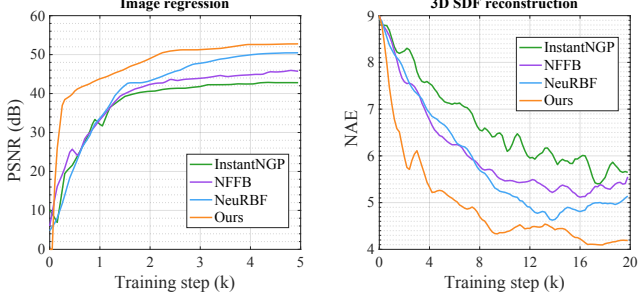 Image regression
PSNR (dB)
60
50
40
30
20
10
0
0 1 2 3 4 5
Training step (k)
InstantNGP
NFFB
NeuRBF
Ours
3D SDF reconstruction
NAE
9
8
7
6
5
4
0 4 8 12 16 20
Training step (k)
InstantNGP
NFFB
NeuRBF
Ours